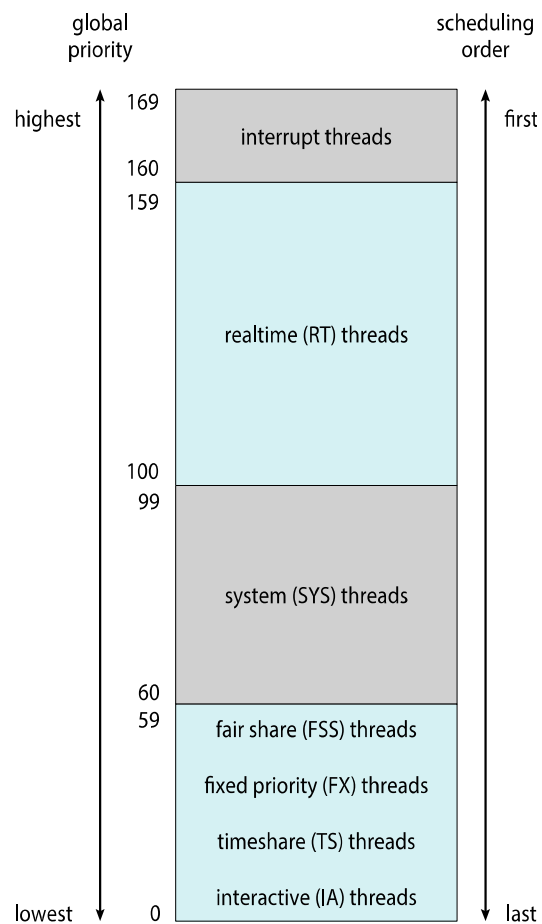 global
priority
scheduling
order
highest
169
interrupt threads
first
160
159
realtime (RT) threads
100
99
system (SYS) threads
60
59
fair share (FSS) threads
fixed priority (FX) threads
timeshare (TS) threads
lowest
0
interactive (IA) threads
last